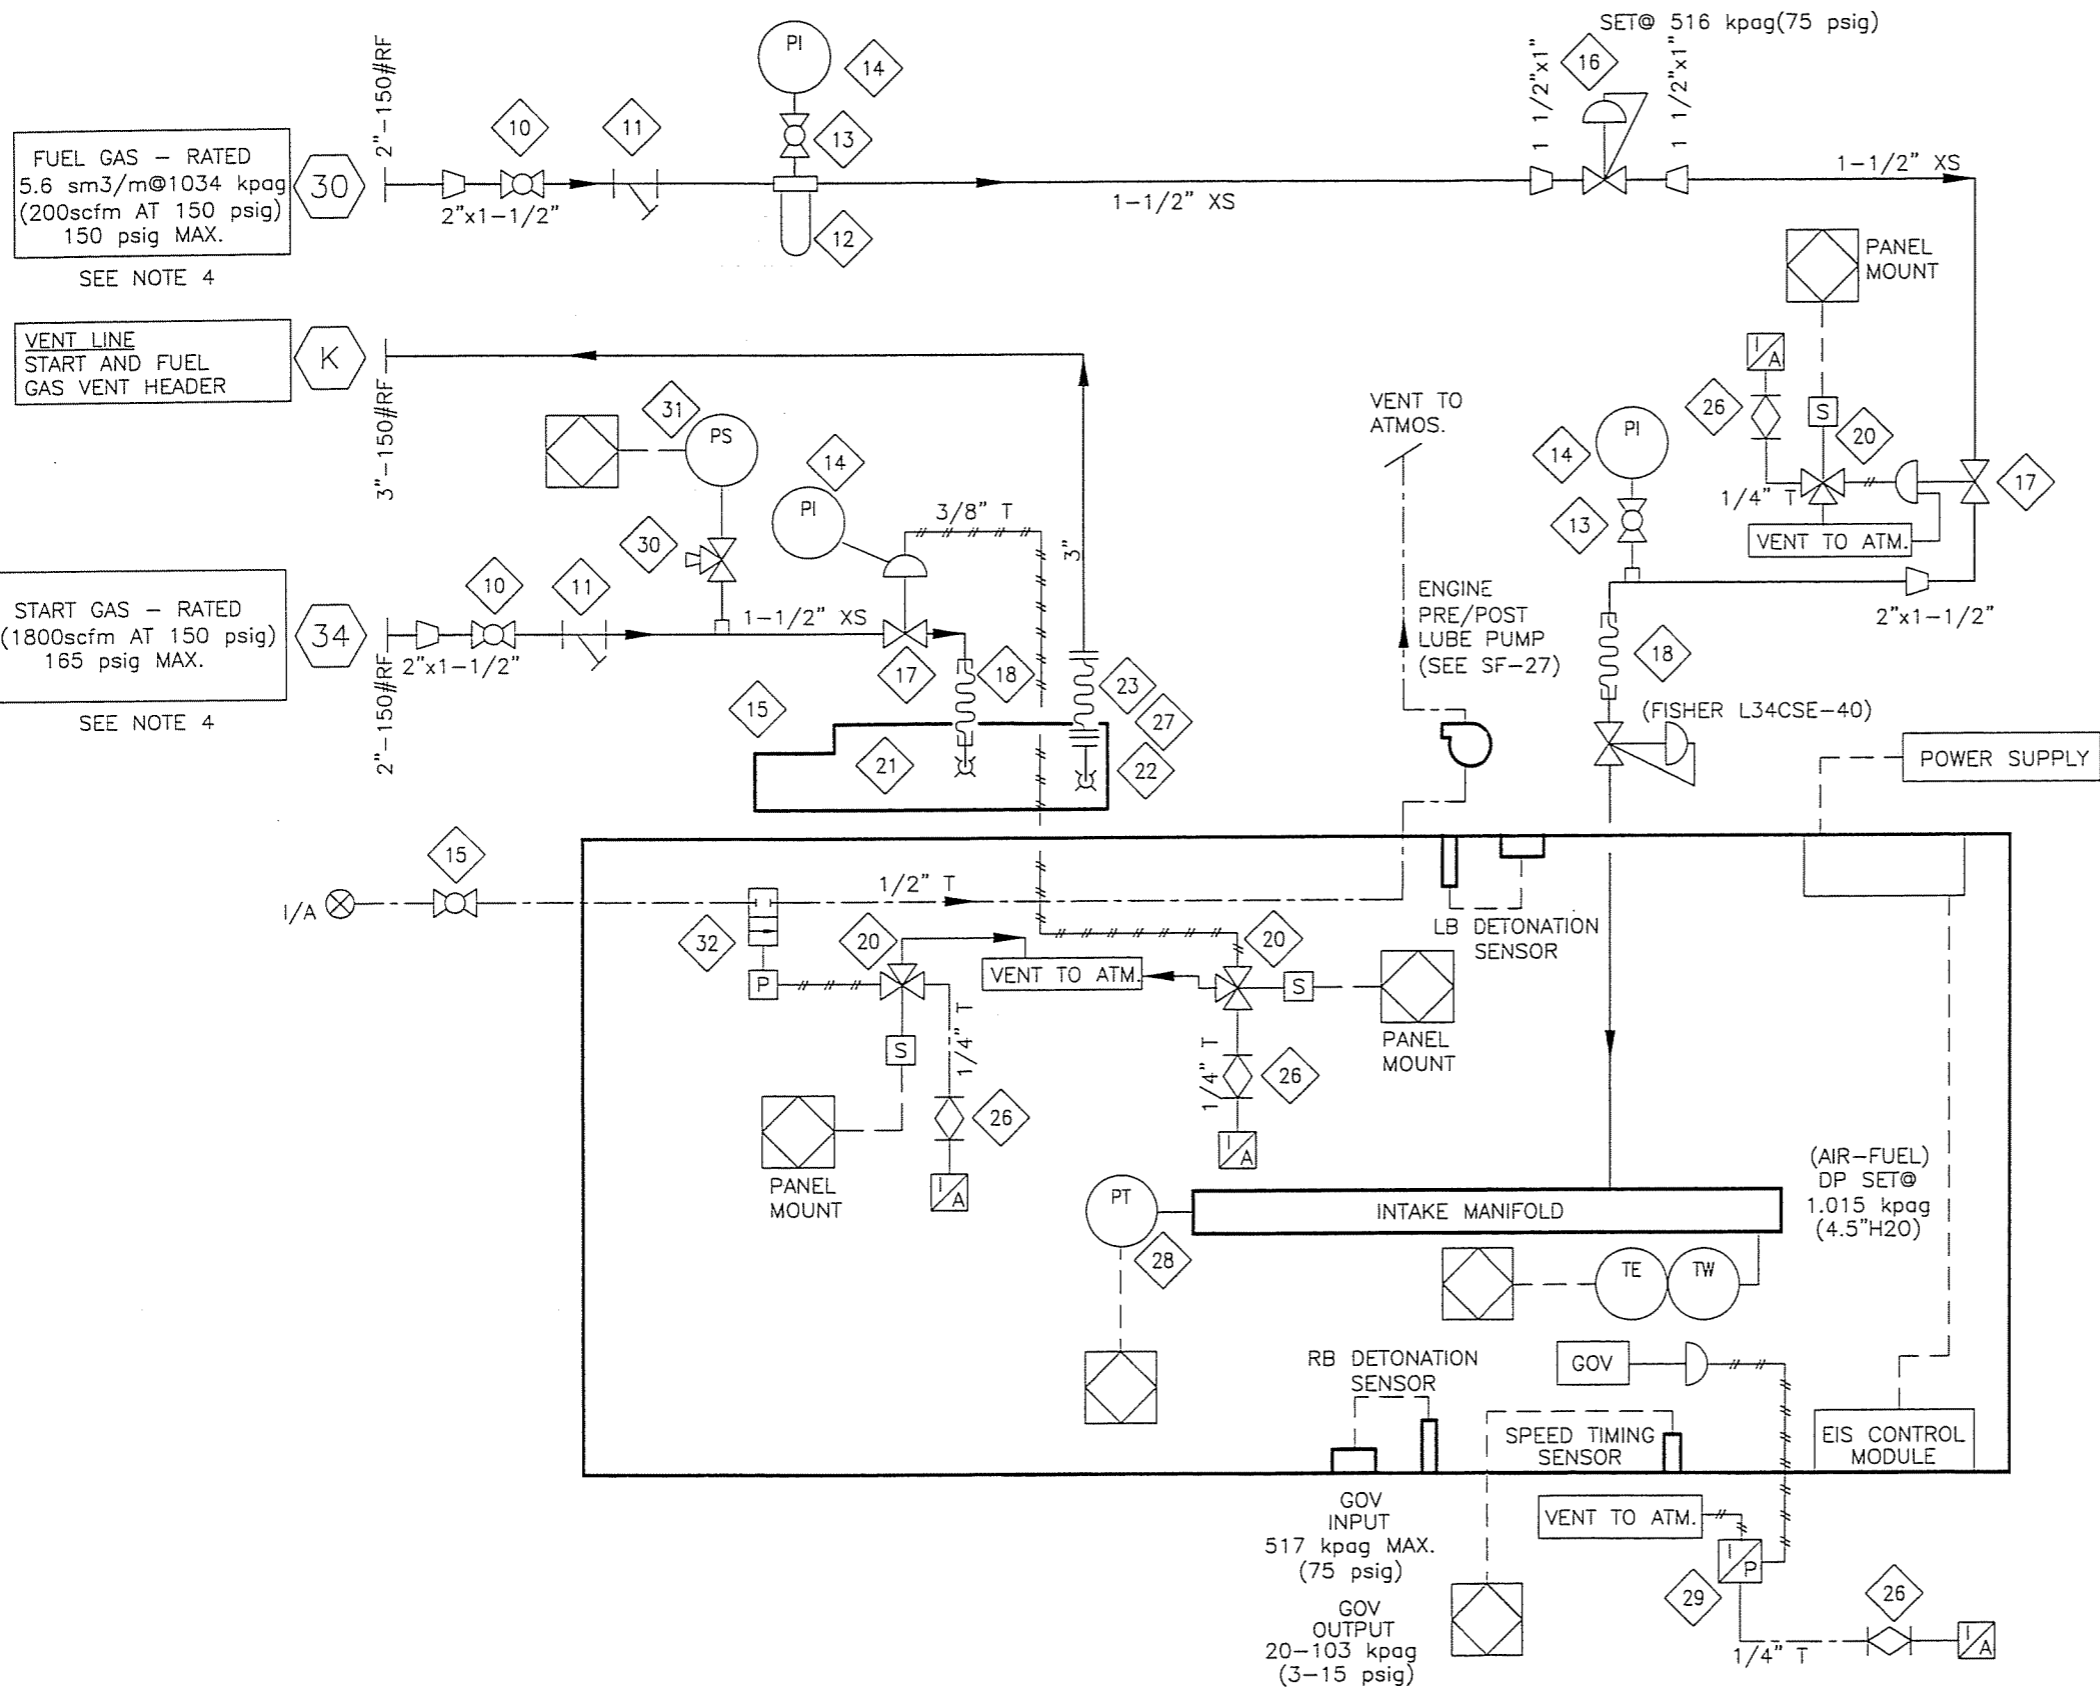 SET@ 516 kpag(75 psig)
1 1/2"x1"
16
1 1/2"x1"
PI
14
13
2"-150#RF
10
11
FUEL GAS - RATED
5.6 sm3/m@1034 kpag
(200scfm AT 150 psig)
150 psig MAX.
30
2"x1-1/2"
12
1-1/2" XS
1-1/2" XS
SEE NOTE 4
PANEL
MOUNT
VENT LINE
START AND FUEL
GAS VENT HEADER
K
3"-150#RF
I/A
26
S
20
31
PS
VENT TO
ATMOS.
14
PI
14
PI
1/4" T
17
3/8" T
30
3"
13
VENT TO ATM.
START GAS - RATED
(1800scfm AT 150 psig)
165 psig MAX.
34
10
11
1-1/2" XS
2"x1-1/2"
2"-150#RF
17
18
23
ENGINE
PRE/POST
LUBE PUMP
(SEE SF-27)
2"x1-1/2"
18
SEE NOTE 4
15
27
(FISHER L34CSE-40)
21
22
POWER SUPPLY
15
I/A
1/2" T
32
20
20
LB DETONATION
SENSOR
P
VENT TO ATM.
S
S
1/4" T
PANEL
MOUNT
1/4" T
26
26
I/A
I/A
PANEL
MOUNT
(AIR-FUEL)
DP SET@
1.015 kpag
(4.5"H20)
PT
INTAKE MANIFOLD
28
TE
TW
RB DETONATION
SENSOR
GOV
SPEED TIMING
SENSOR
EIS CONTROL
MODULE
GOV
INPUT
517 kpag MAX.
(75 psig)
VENT TO ATM.
I/P
29
26
GOV
OUTPUT
20-103 kpag
(3-15 psig)
1/4" T
I/A